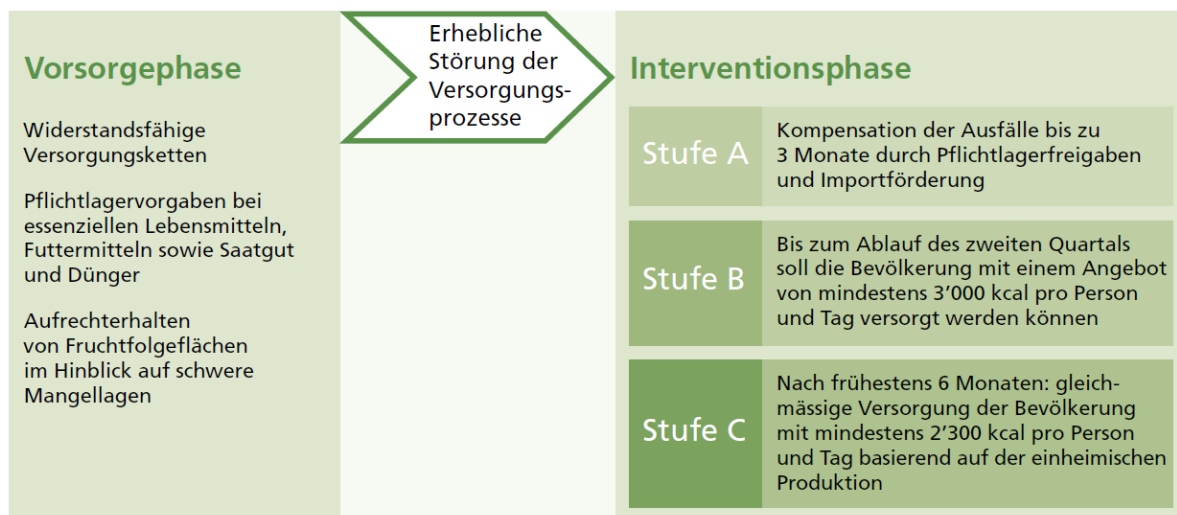 Vorsorgephase
Widerstandsfähige
Versorgungsketten
Pflichtlagervorgaben bei
essenziellen Lebensmitteln,
Futtermitteln sowie Saatgut
und Dünger
Aufrechterhalten
von Fruchtfolgeflächen
im Hinblick auf schwere
Mangellagen
Erhebliche
Störung der
Versorgungs-
prozesse
Interventionsphase
Stufe A
Kompensation der Ausfälle bis zu
3 Monate durch Pflichtlagerfreigaben
und Importförderung
Stufe B
Bis zum Ablauf des zweiten Quartals
soll die Bevölkerung mit einem Angebot
von mindestens 3’000 kcal pro Person
und Tag versorgt werden können
Stufe C
Nach frühestens 6 Monaten: gleich-
mässige Versorgung der Bevölkerung
mit mindestens 2’300 kcal pro Person
und Tag basierend auf der einheimischen
Produktion